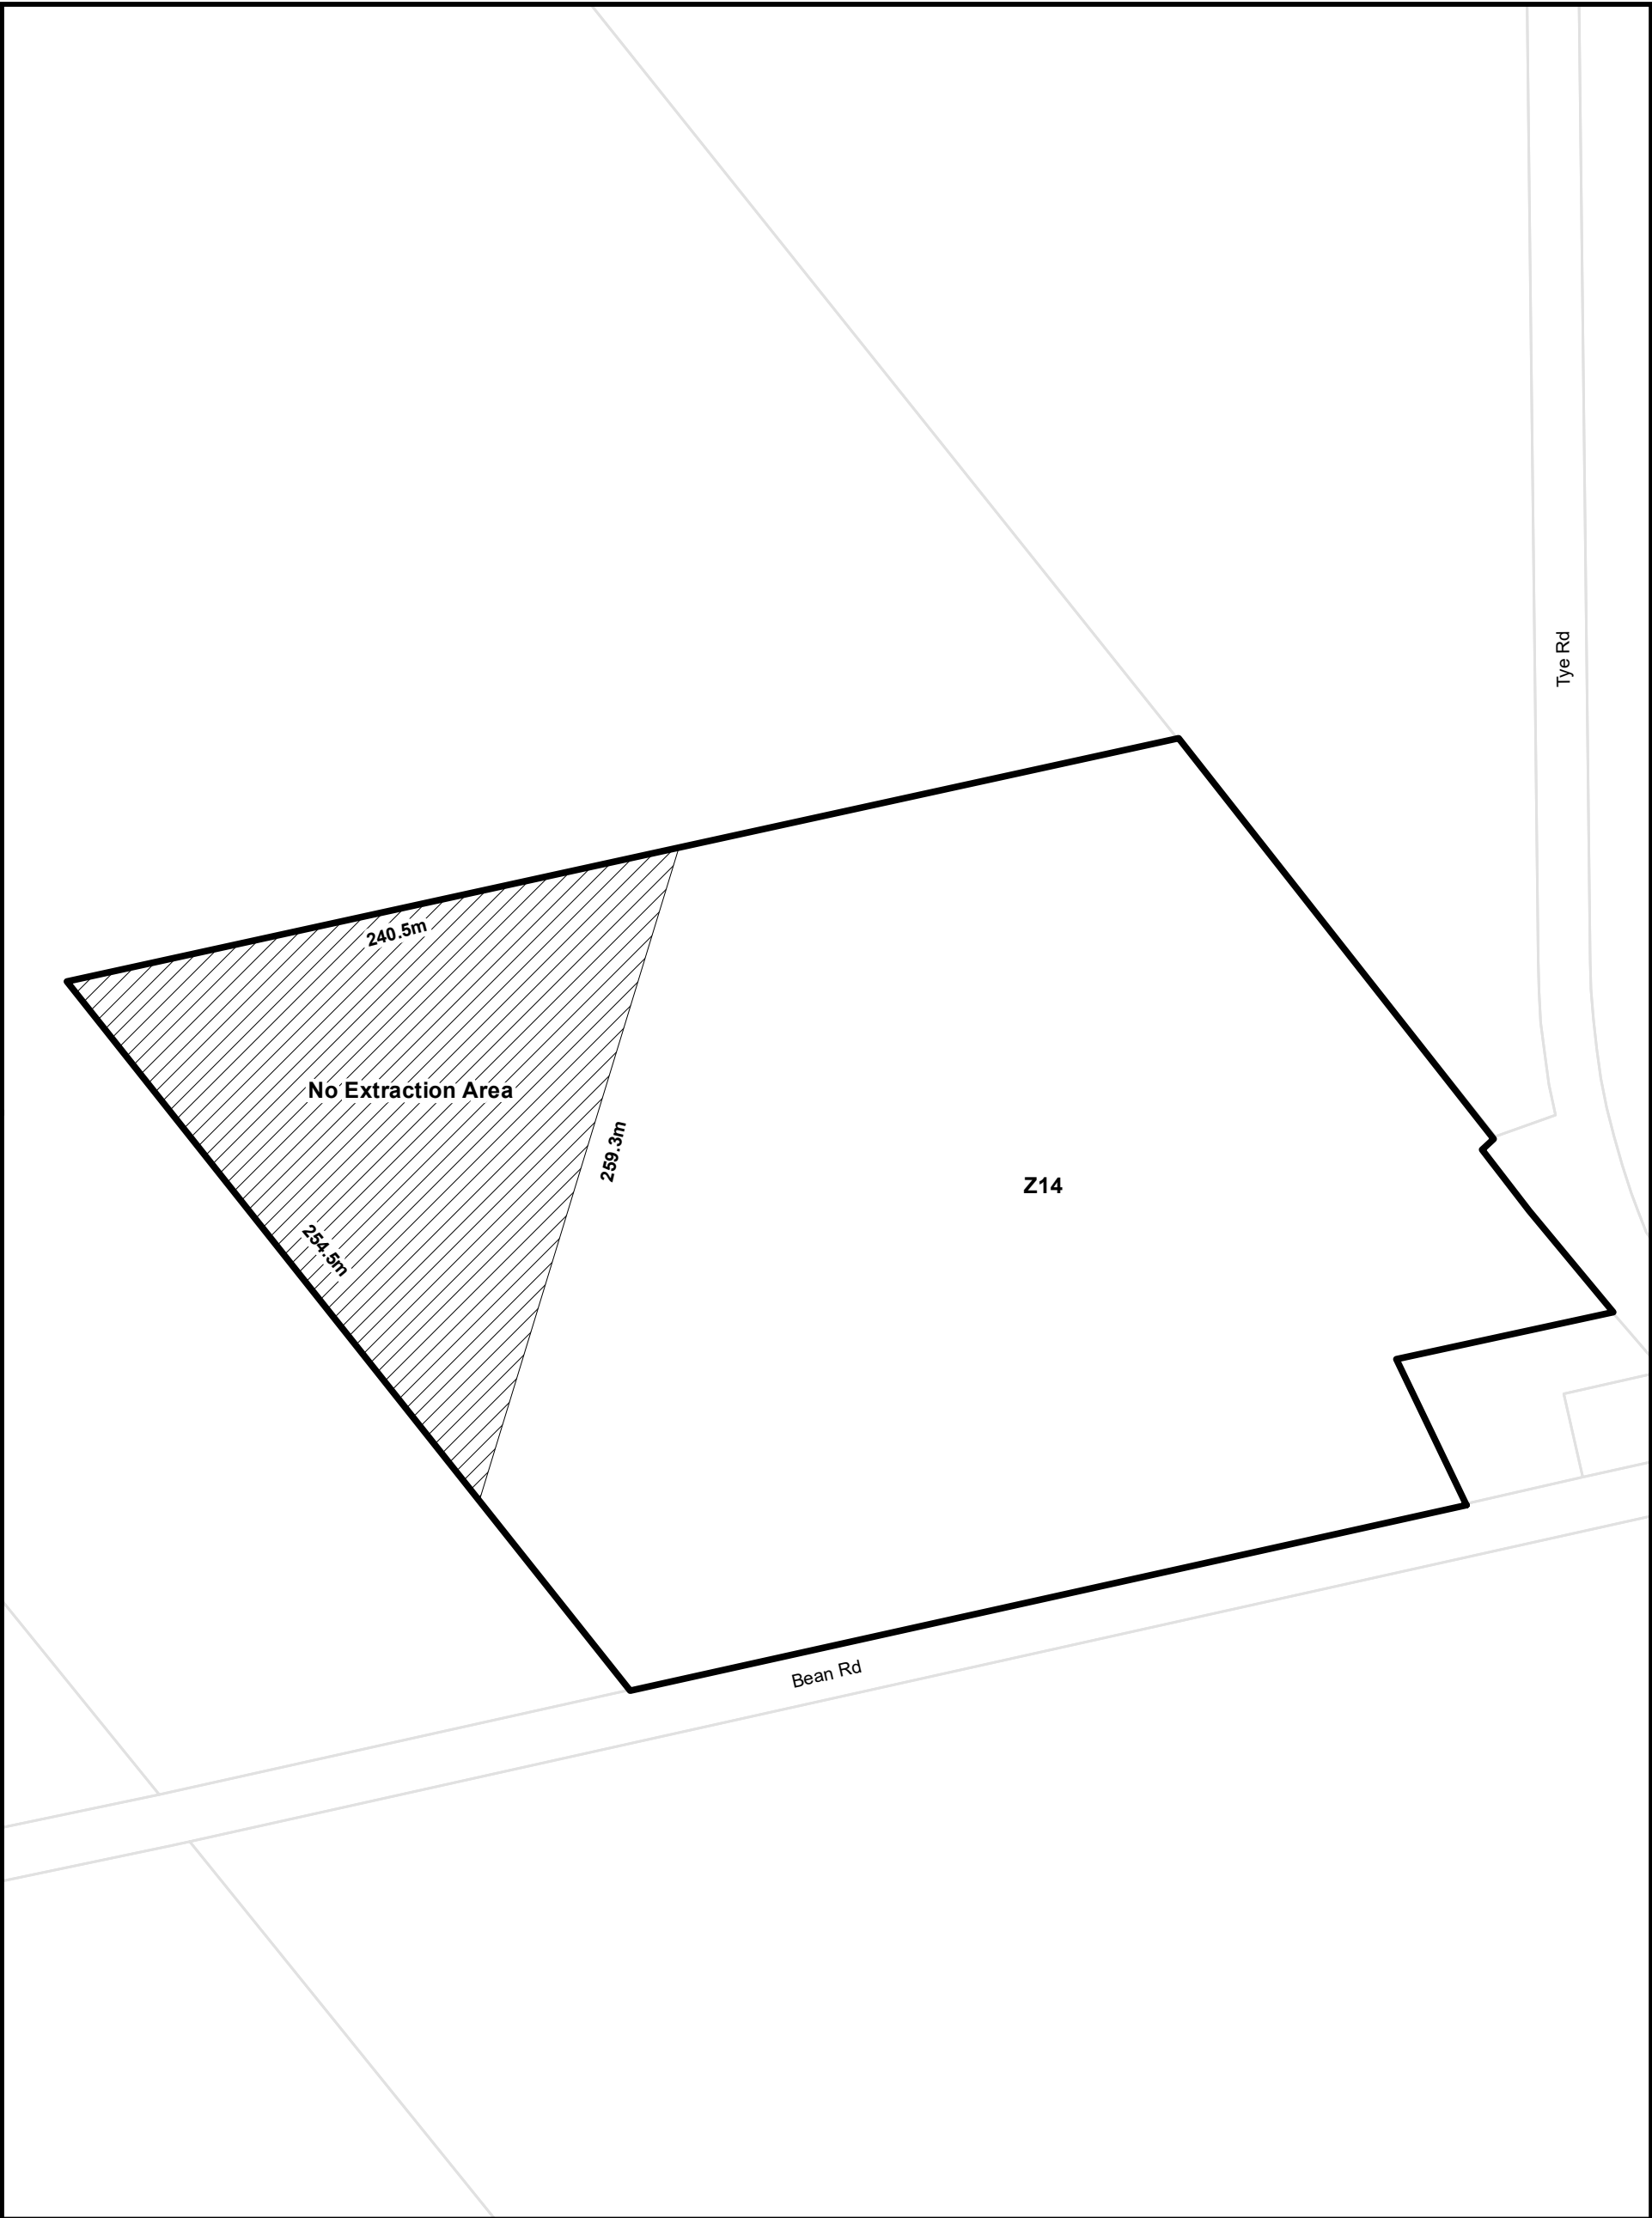 Tye Rd
240.5m
No Extraction Area
259.3m
Z14
254.5m
Bean Rd